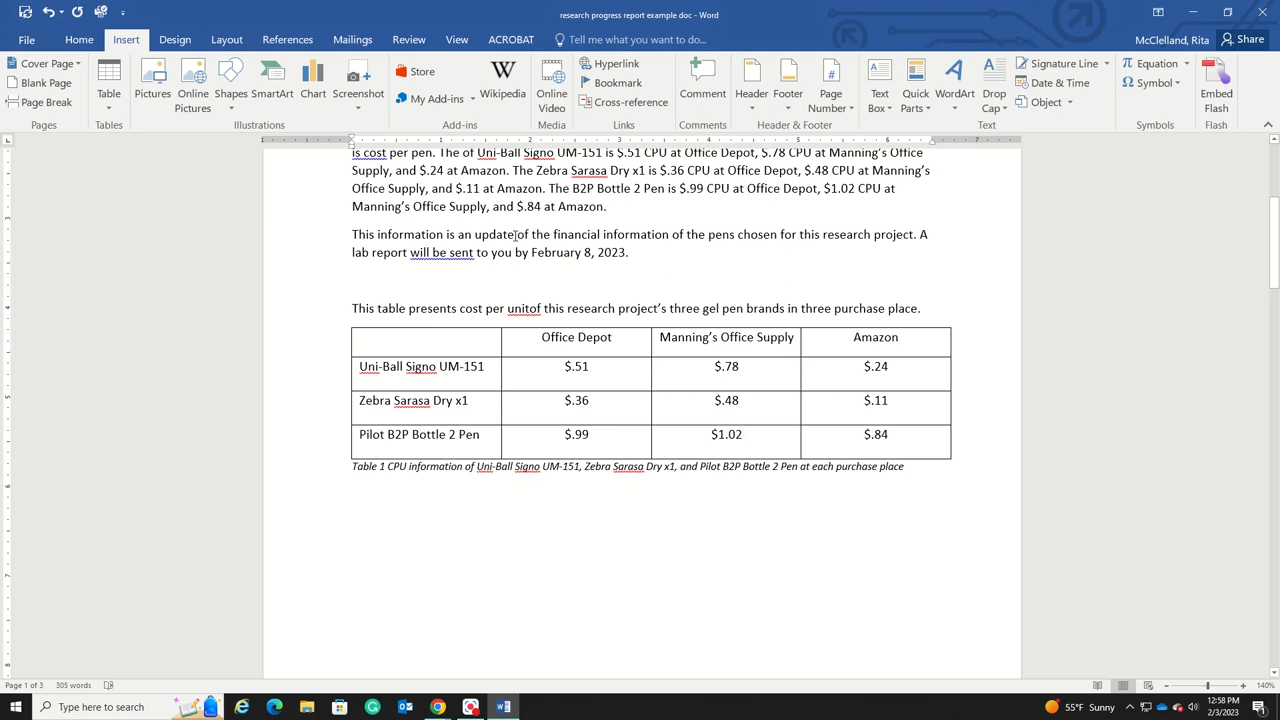 research progress report example doc - Word
McClelland, Rita
Share
File
Home
Insert
Design
Layout
References
Mailings
Review
View
ACROBAT
Tell me what you want to do...
Cover Page
Blank Page
Page Break
Pages
Table
Tables
Pictures
Online Pictures
Shapes
SmartArt
Chart
Screenshot
Illustrations
Store
My Add-ins
Wikipedia
Add-ins
Online Video
Media
Hyperlink
Bookmark
Cross-reference
Links
Comment
Comments
Header
Footer
Page Number
Header & Footer
Text Box
Quick Parts
WordArt
Drop Cap
Signature Line
Date & Time
Object
Text
Equation
Symbol
Symbols
Embed Flash
Flash
is cost per pen. The of Uni-Ball Signo UM-151 is $.51 CPU at Office Depot, $.78 CPU at Manning's Office
Supply, and $.24 at Amazon. The Zebra Sarasa Dry x1 is $.36 CPU at Office Depot, $.48 CPU at Manning's
Office Supply, and $.11 at Amazon. The B2P Bottle 2 Pen is $.99 CPU at Office Depot, $1.02 CPU at
Manning's Office Supply, and $.84 at Amazon.
This information is an update of the financial information of the pens chosen for this research project. A
lab report will be sent to you by February 8, 2023.
This table presents cost per unitof this research project's three gel pen brands in three purchase place.
Office Depot Manning's Office Supply Amazon
Uni-Ball Signo UM-151 $.51 $.78 $.24
Zebra Sarasa Dry x1 $.36 $.48 $.11
Pilot B2P Bottle 2 Pen $.99 $1.02 $.84
Table 1 CPU information of Uni-Ball Signo UM-151, Zebra Sarasa Dry x1, and Pilot B2P Bottle 2 Pen at each purchase place
Page 1 of 3
305 words
140%
Type here to search
55°F Sunny
12:58 PM
2/3/2023